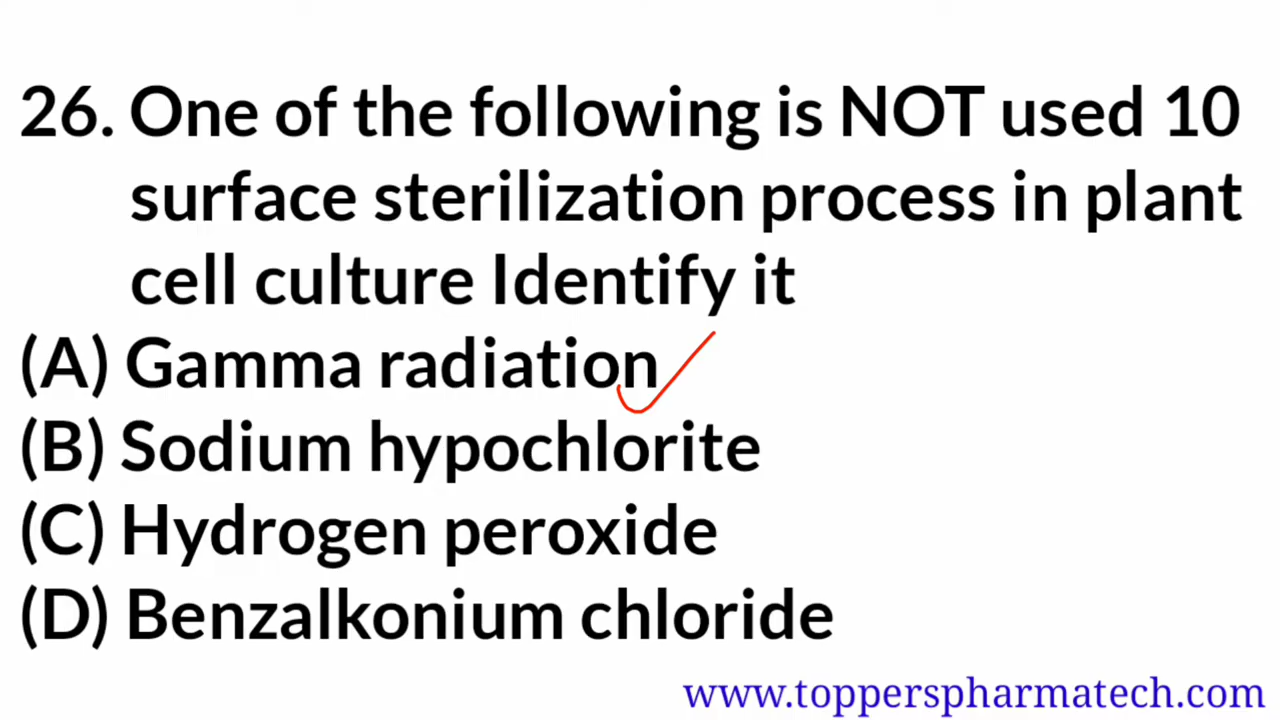 26. One of the following is NOT used 10
surface sterilization process in plant
cell culture Identify it
(A) Gamma radiation
(B) Sodium hypochlorite
(C) Hydrogen peroxide
(D) Benzalkonium chloride
www.topperspharmatech.com